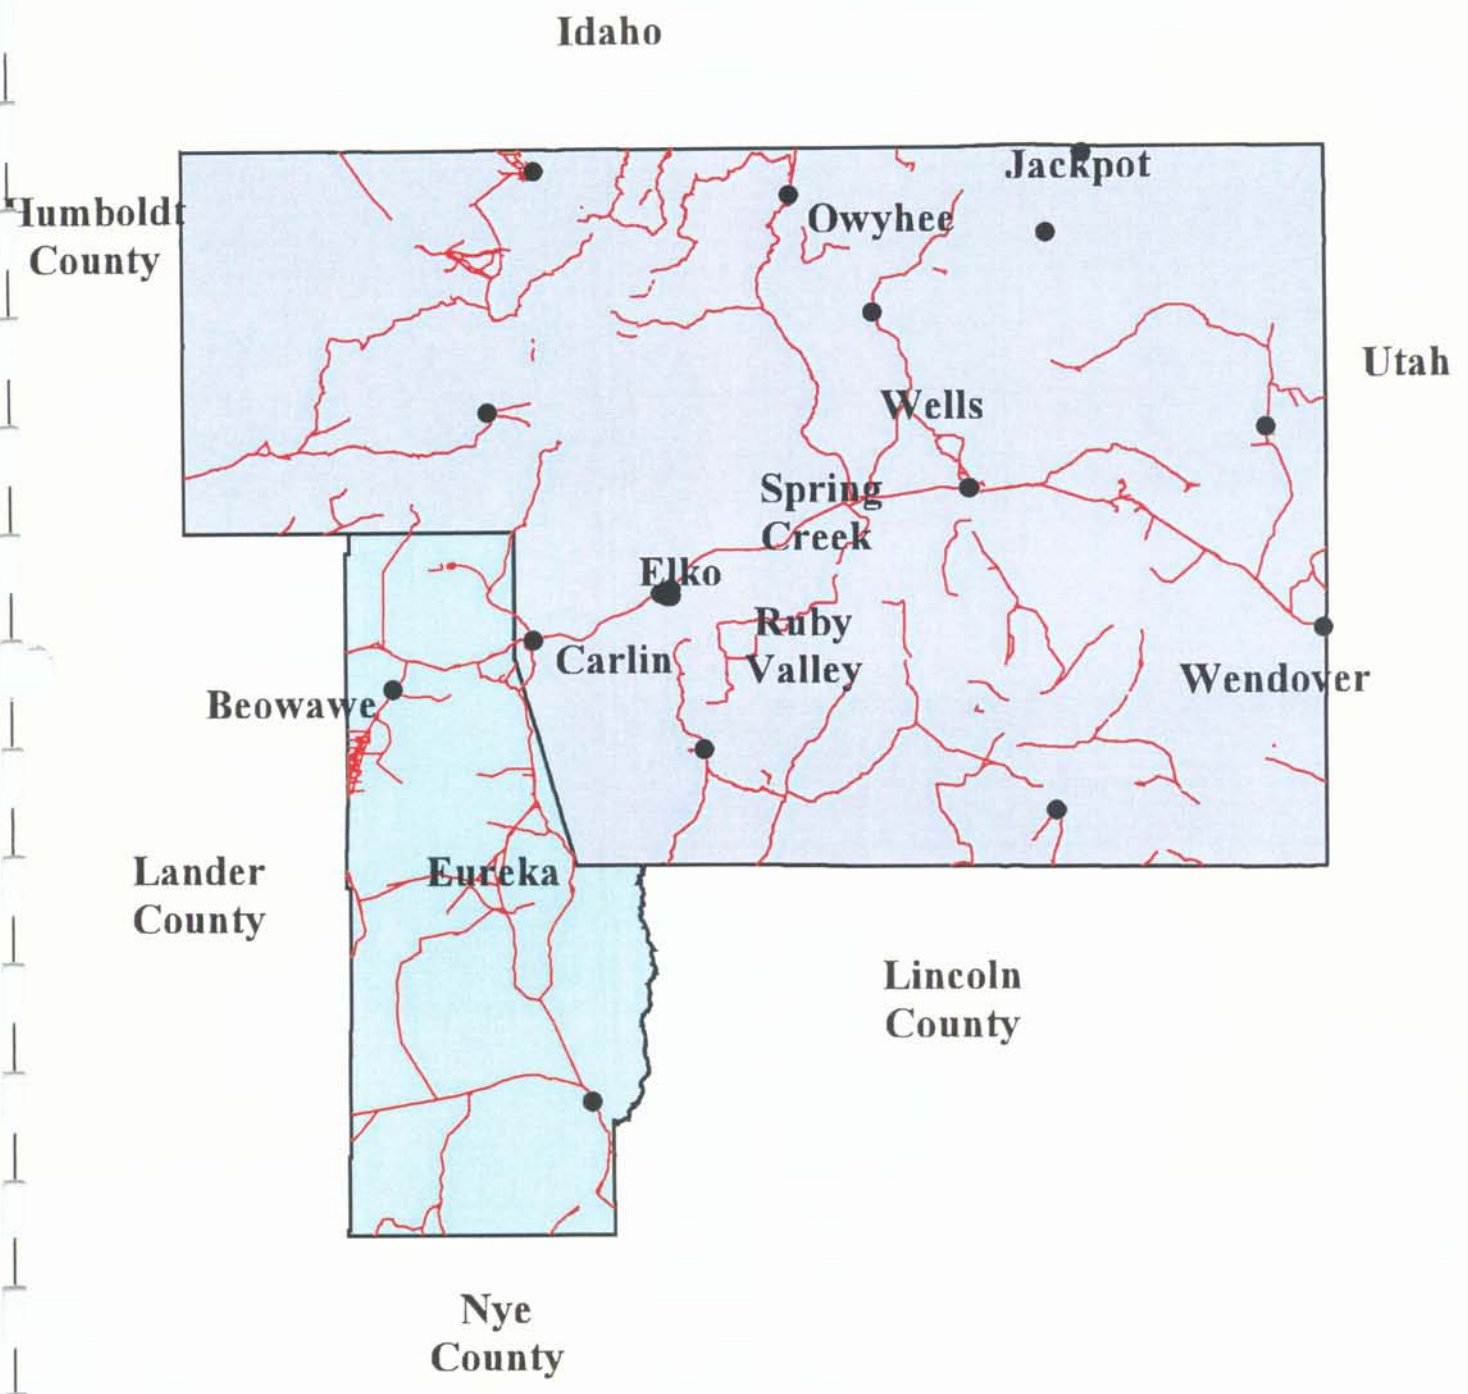 Idaho
Jackpot
Humboldt
County
Owyhee
Utah
Wells
Spring
Creek
Elko
Ruby
Valley
Carlin
Wendover
Beowawe
Lander
County
Eureka
Lincoln
County
Nye
County